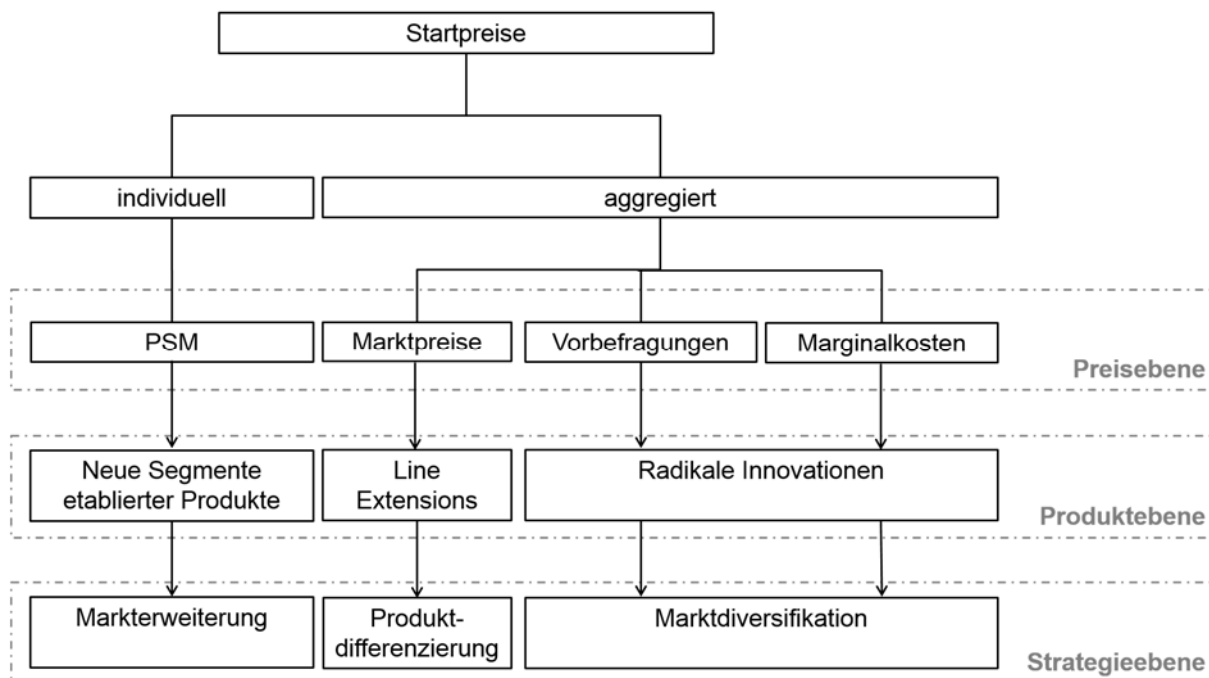 Startpreise
individuell
aggregiert
PSM
Marktpreise
Vorbefragungen
Marginalkosten
Preisebene
Neue Segmente
etablierter Produkte
Line
Extensions
Radikale Innovationen
Produktebene
Markterweiterung
Produkt-
differenzierung
Marktdiversifikation
Strategieebene